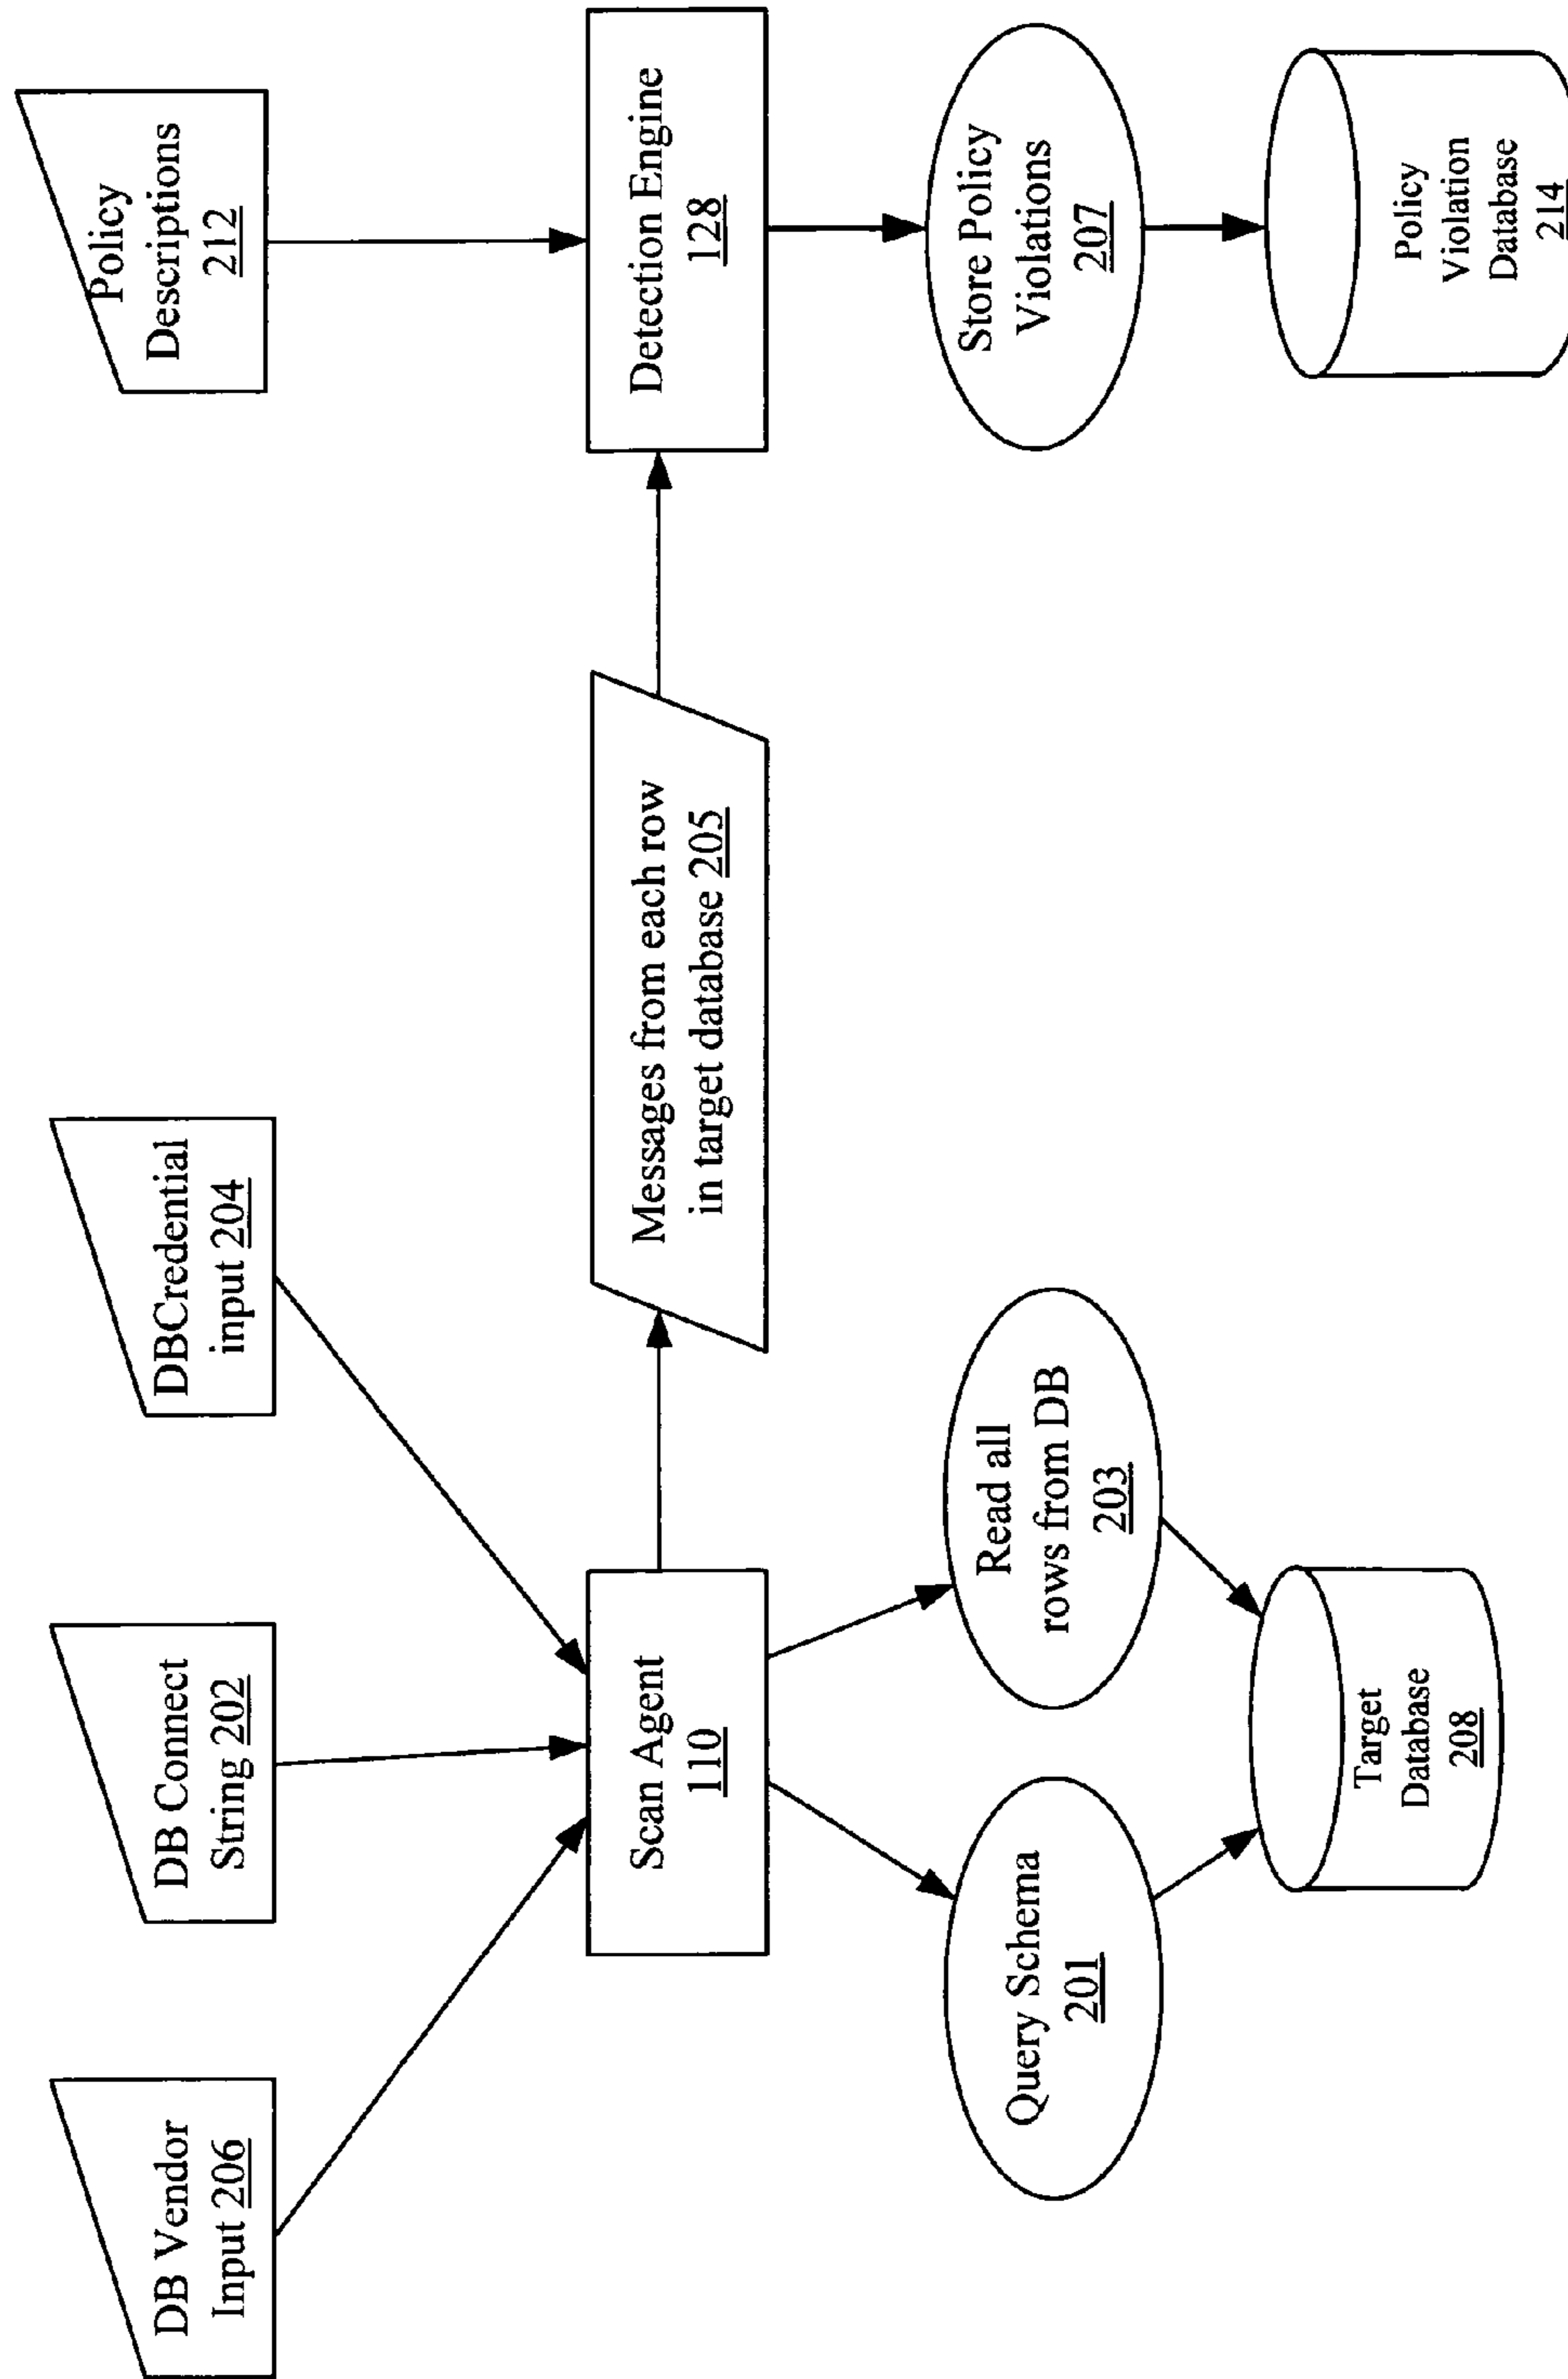 DB Vendor
Input 206
DB Connect
String 202
DBCredential
input 204
Policy
Descriptions
212
Scan Agent
110
Messages from each row
in target database 205
Detection Engine
128
Query Schema
201
Read all
rows from DB
203
Store Policy
Violations
207
Target
Database
208
Policy
Violation
Database
214